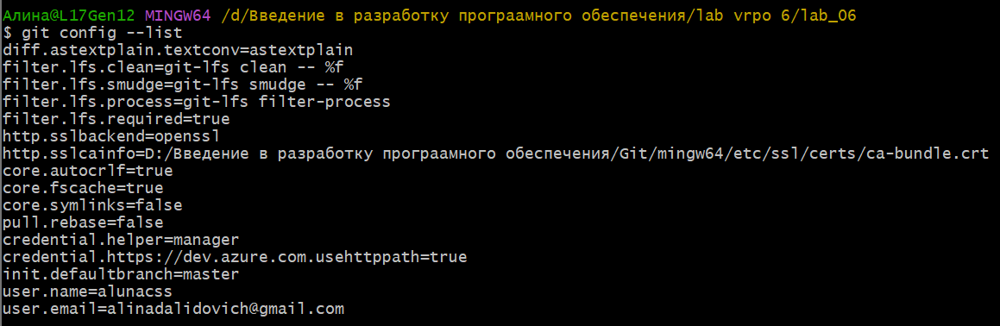 Алина@L17Gen12 MINGW64 /d/Введение в разработку програамного обеспечения/lab vrpo 6/lab_06
$ git config --list
diff.astextplain.textconv=astextplain
filter.lfs.clean=git-lfs clean -- %f
filter.lfs.smudge=git-lfs smudge -- %f
filter.lfs.process=git-lfs filter-process
filter.lfs.required=true
http.sslbackend=openssl
http.sslcainfo=D:/Введение в разработку програамного обеспечения/Git/mingw64/etc/ssl/certs/ca-bundle.crt
core.autocrlf=true
core.fscache=true
core.symlinks=false
pull.rebase=false
credential.helper=manager
credential.https://dev.azure.com.usehttppath=true
init.defaultbranch=master
user.name=alunacss
user.email=alinadalidovich@gmail.com